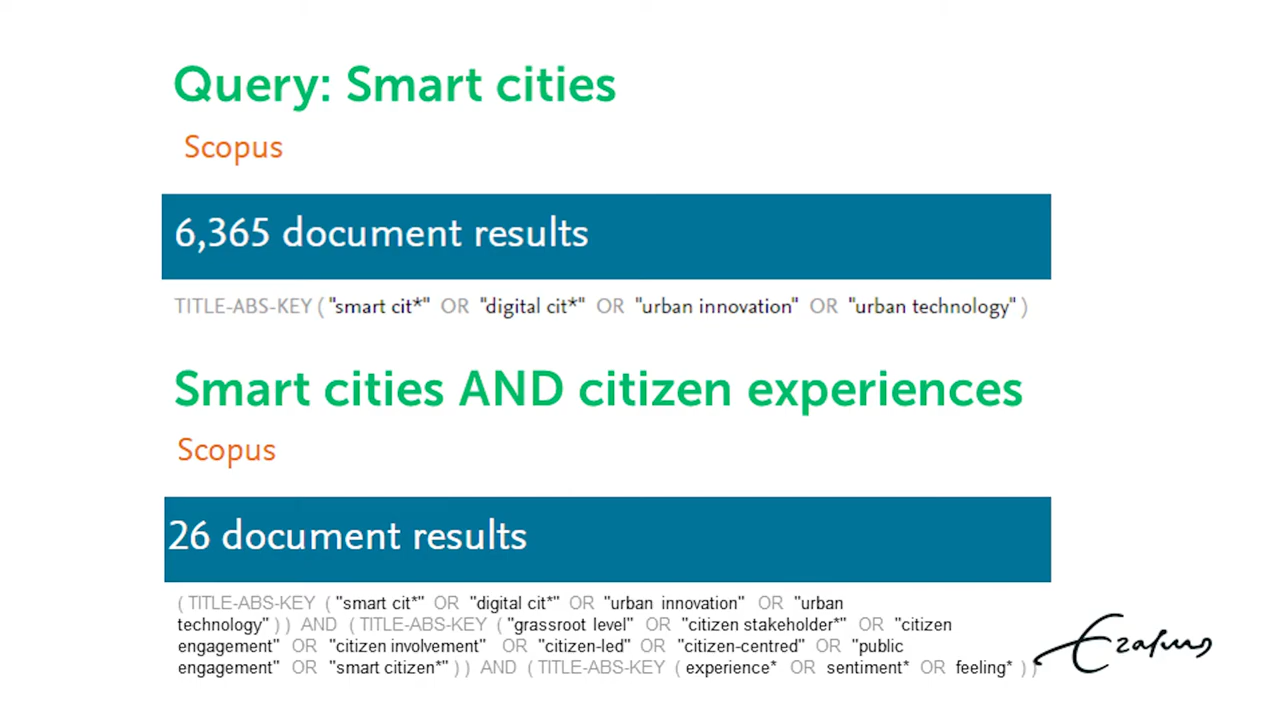 Query: Smart cities
Scopus
6,365 document results
TITLE-ABS-KEY ( "smart cit*" OR "digital cit*" OR "urban innovation" OR "urban technology" )
Smart cities AND citizen experiences
Scopus
26 document results
( TITLE-ABS-KEY ( "smart cit*" OR "digital cit*" OR "urban innovation" OR "urban
technology" ) ) AND ( TITLE-ABS-KEY ( "grassroot level" OR "citizen stakeholder*" OR "citizen
engagement" OR "citizen involvement" OR "citizen-led" OR "citizen-centred" OR "public
engagement" OR "smart citizen*" ) ) AND ( TITLE-ABS-KEY ( experience* OR sentiment* OR feeling* ) )
Erasmus